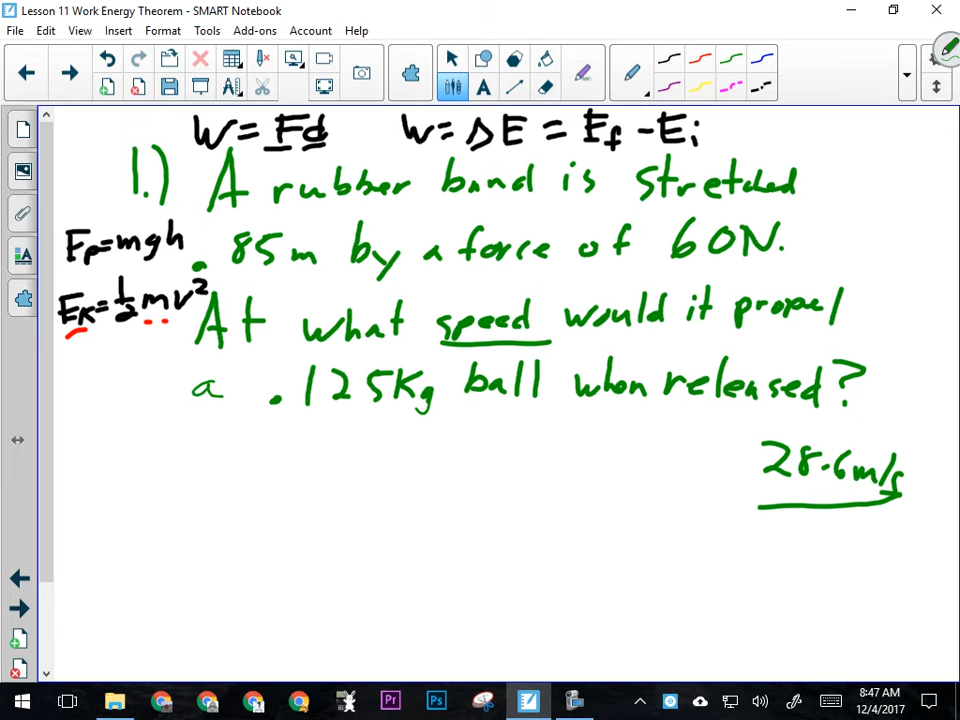 Lesson 11 Work Energy Theorem - SMART Notebook
File Edit View Insert Format Tools Add-ons Account Help
W = Fd W = ΔE = Ef - Ei
1.) A rubber band is stretched
Ep = mgh .85m by a force of 60N.
Ek = 1/2 mv² At what speed would it propel
a .125Kg ball when released?
28.6m/s
8:47 AM
12/4/2017